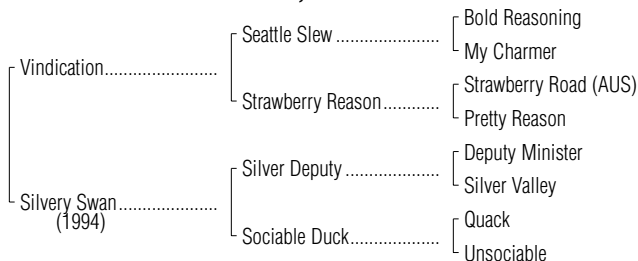 Bold Reasoning
Seattle Slew ........................
My Charmer
Vindication..........................
Strawberry Road (AUS)
Strawberry Reason.............
Pretty Reason
Deputy Minister
Silver Deputy ......................
Silver Valley
Silvery Swan.......................
(1994)
Quack
Sociable Duck.....................
Unsociable